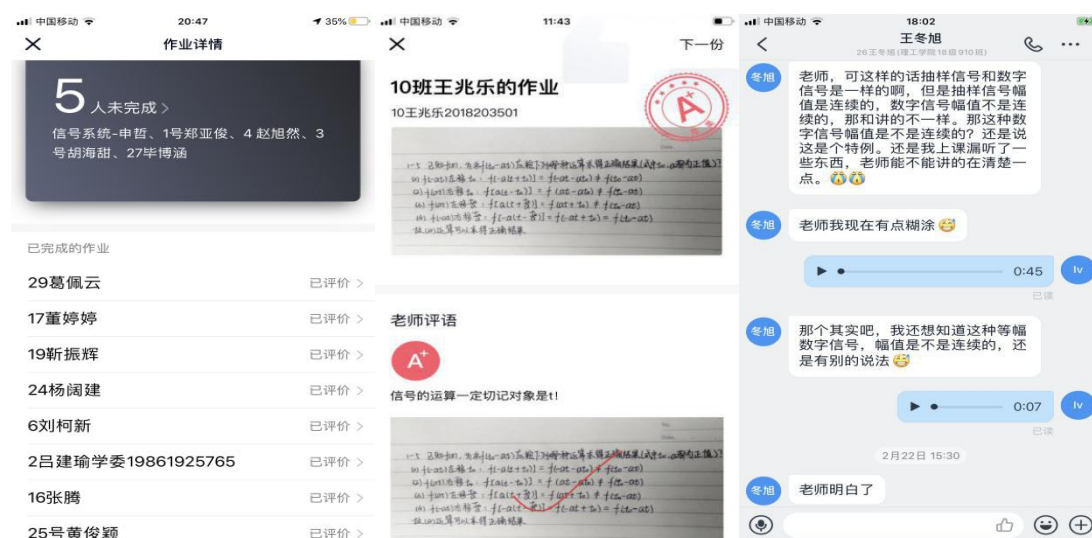 中国移动
20:47
35%
作业详情
5 人未完成 >
信号系统-申哲、1号郑亚俊、4 赵旭然、3
号胡海甜、27毕博涵
已完成的作业
29葛佩云 已评价 >
17董婷婷 已评价 >
19靳振辉 已评价 >
24杨阔建 已评价 >
6刘柯新 已评价 >
2吕建瑜学委19861925765 已评价 >
16张腾 已评价 >
25号黄俊颖 已评价 >
中国移动
11:43
下一份
10班王兆乐的作业
10王兆乐2018203501
A
老师评语
A+
信号的运算一定切记对象是t!
中国移动
18:02
王冬旭
26王冬旭(理工学院16级910班)
冬旭
老师，可这样的话抽样信号和数字
信号是一样的啊，但是抽样信号幅
值是连续的，数字信号幅值不是连
续的，那和讲的不一样。那这种数
字信号幅值是不是连续的？还是说
这是个特例。还是我上课漏听了一
些东西，老师能不能讲的在清楚一
点。
冬旭
老师我现在有点糊涂
0:45
lv
已读
冬旭
那个其实吧，我还想知道这种等幅
数字信号，幅值是不是连续的，还
是有别的说法
0:07
lv
已读
2月22日 15:30
冬旭
老师明白了